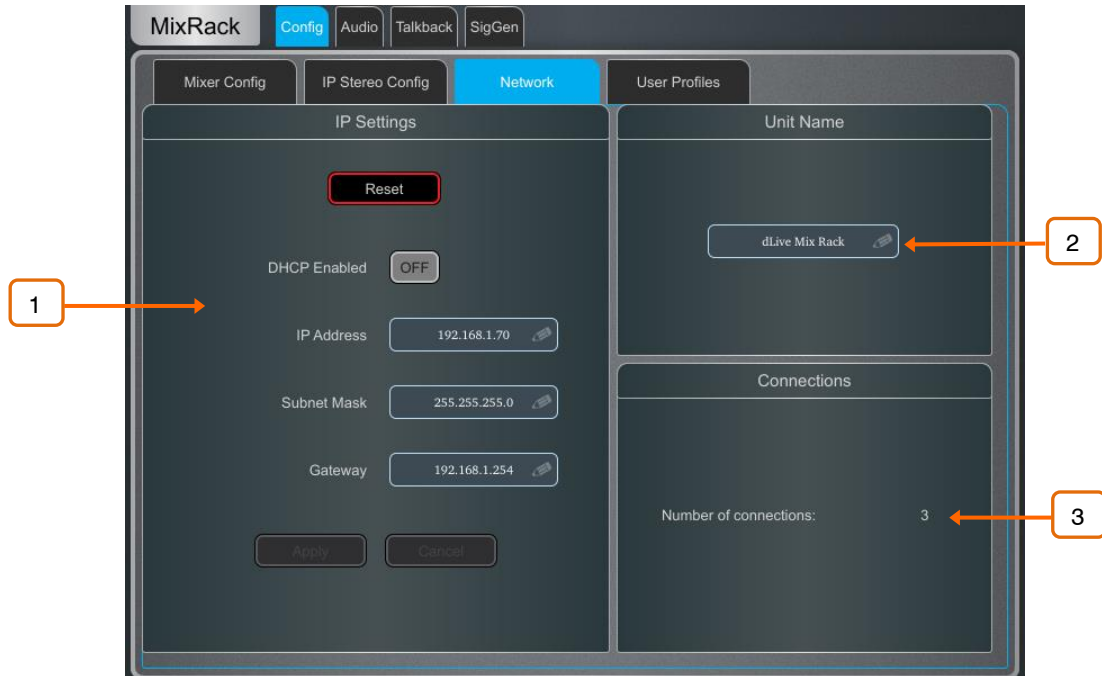 MixRack Config Audio Talkback SigGen
Mixer Config IP Stereo Config Network User Profiles
IP Settings
Reset
DHCP Enabled OFF
1
IP Address 192.168.1.70
Subnet Mask 255.255.255.0
Gateway 192.168.1.254
Apply Cancel
Unit Name
dLive Mix Rack
2
Connections
Number of connections: 3
3